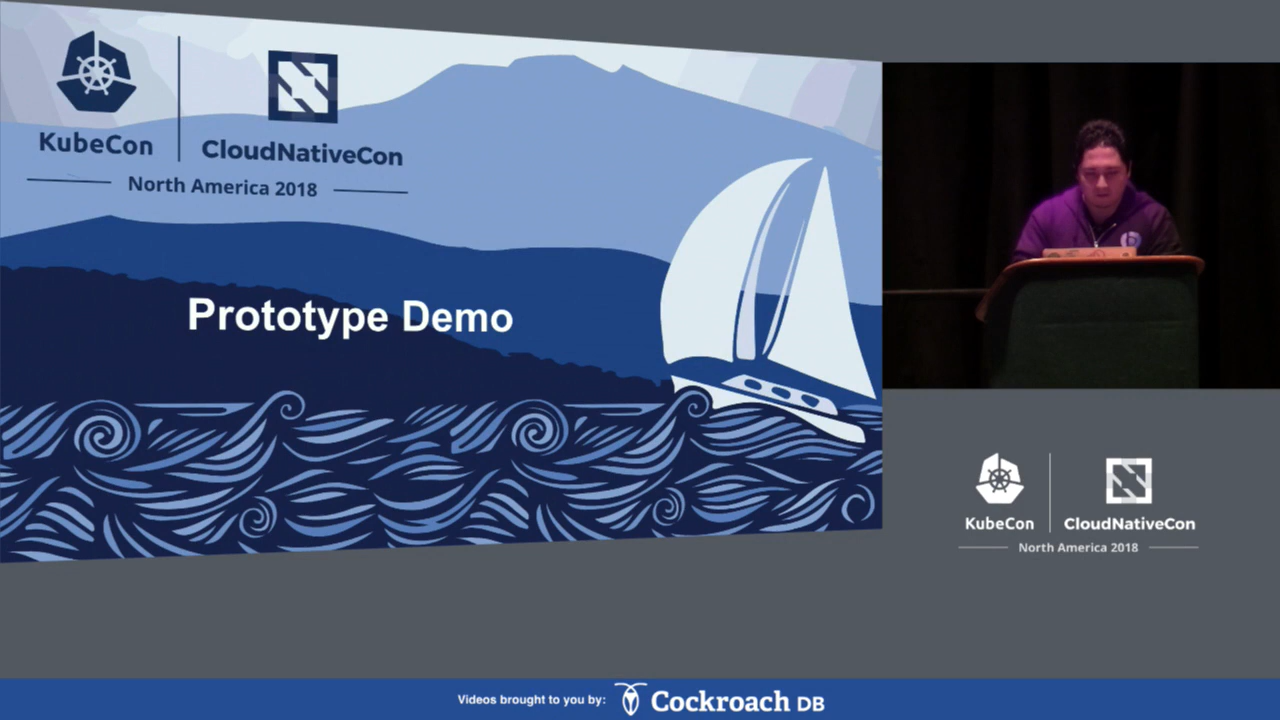 KubeCon
CloudNativeCon
North America 2018
Prototype Demo
KubeCon
CloudNativeCon
North America 2018
Videos brought to you by:
Cockroach DB